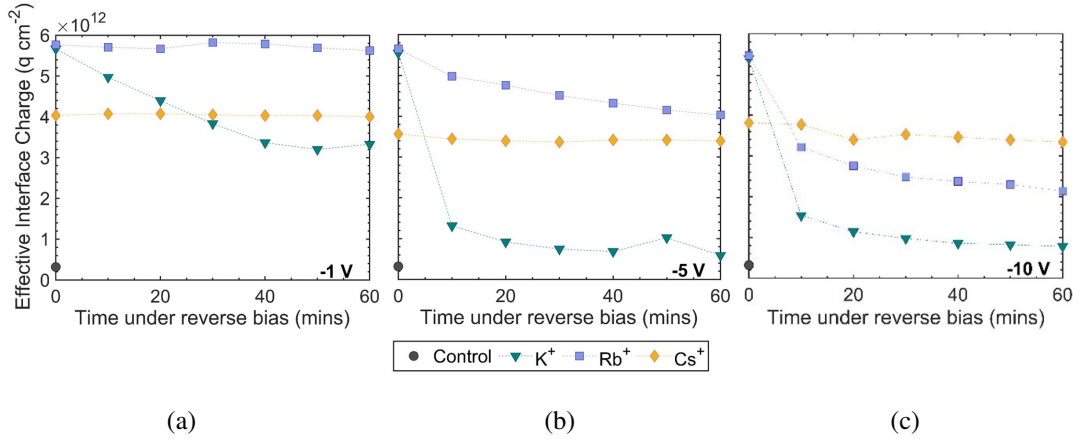 ×10¹²
Effective Interface Charge (q cm⁻²)
6
5
4
3
2
1
0
-1 V
-5 V
-10 V
0 20 40 60
0 20 40 60
0 20 40 60
Time under reverse bias (mins)
Time under reverse bias (mins)
Time under reverse bias (mins)
Control K⁺ Rb⁺ Cs⁺
(a) (b) (c)